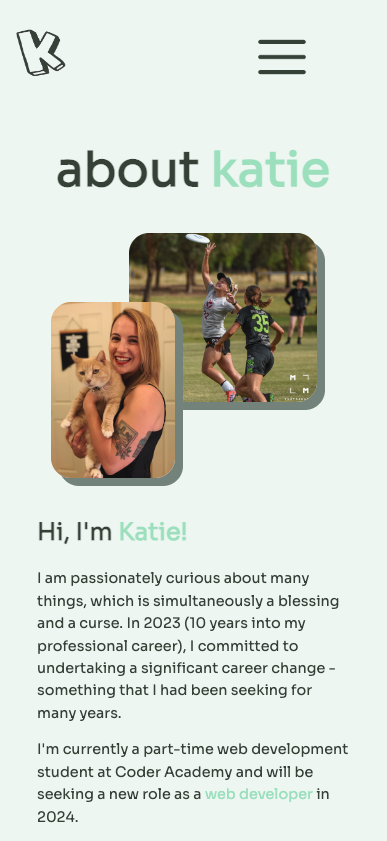 K
about katie
35
Hi, I'm Katie!
I am passionately curious about many
things, which is simultaneously a blessing
and a curse. In 2023 (10 years into my
professional career), I committed to
undertaking a significant career change -
something that I had been seeking for
many years.
I'm currently a part-time web development
student at Coder Academy and will be
seeking a new role as a web developer in
2024.